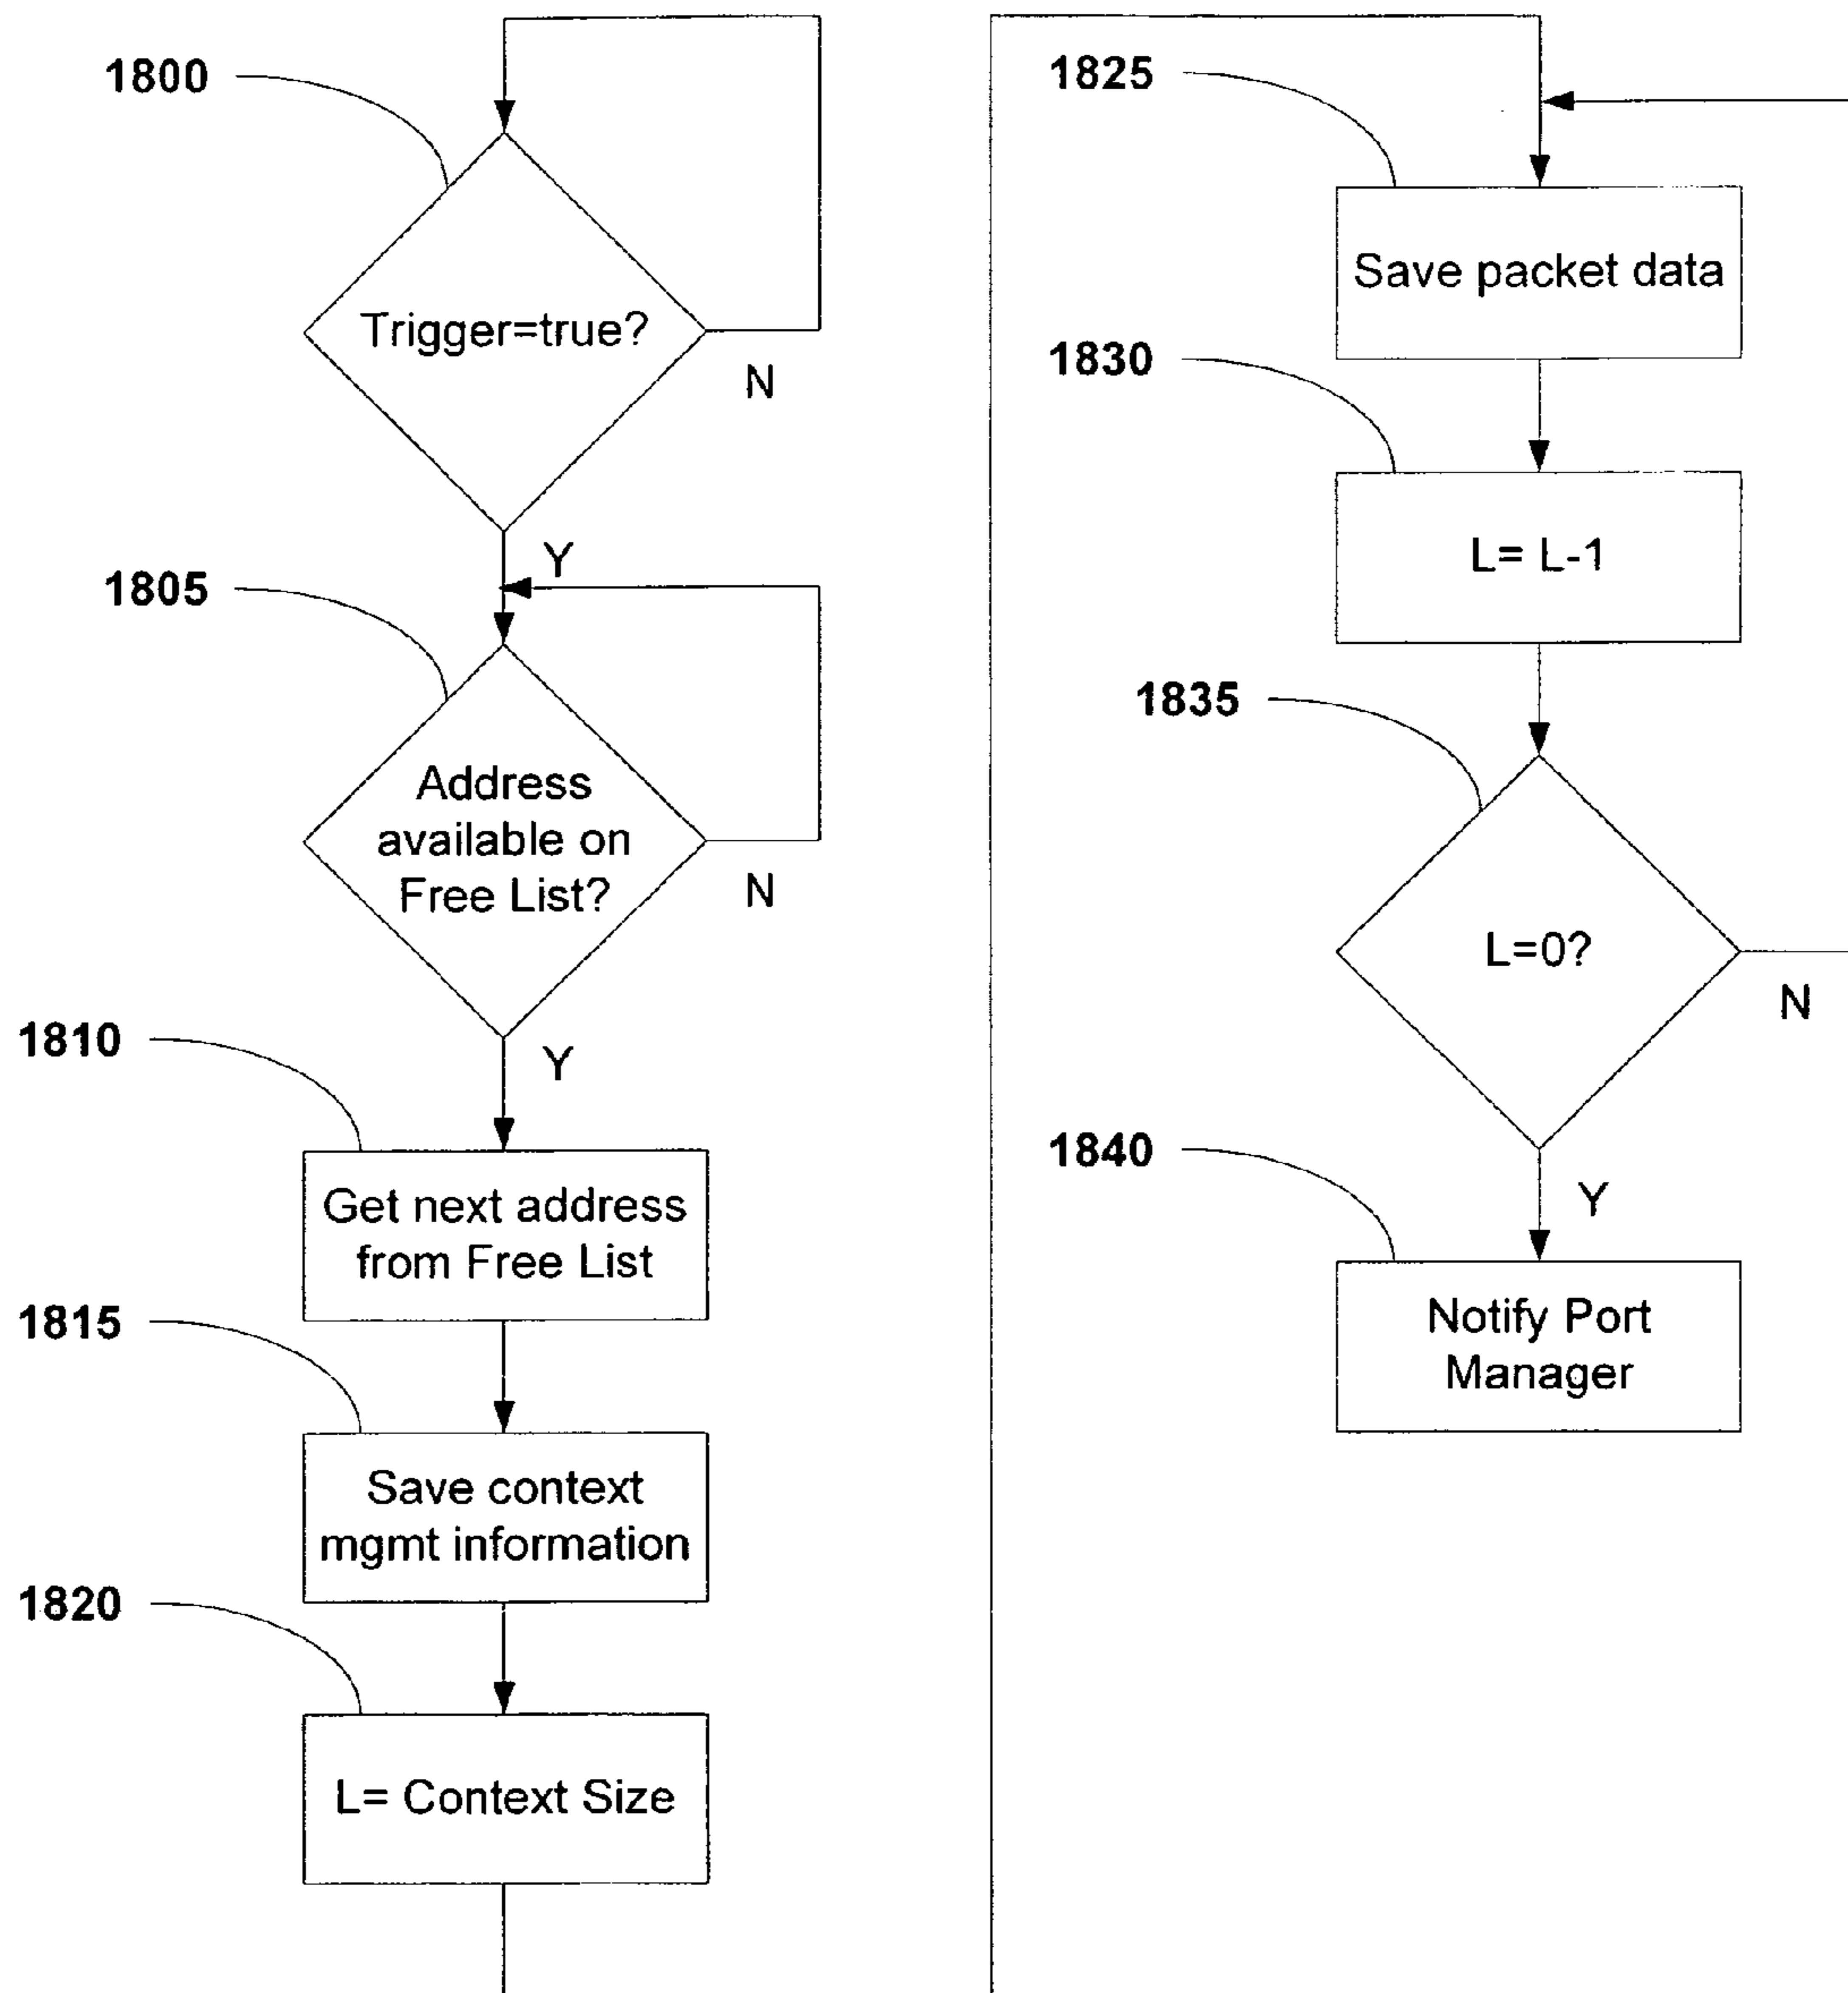 1800
Trigger=true?
N
Y
1805
Address
available on
Free List?
N
Y
1810
Get next address
from Free List
1815
Save context
mgmt information
1820
L= Context Size
1825
Save packet data
1830
L= L-1
1835
L=0?
N
Y
1840
Notify Port
Manager